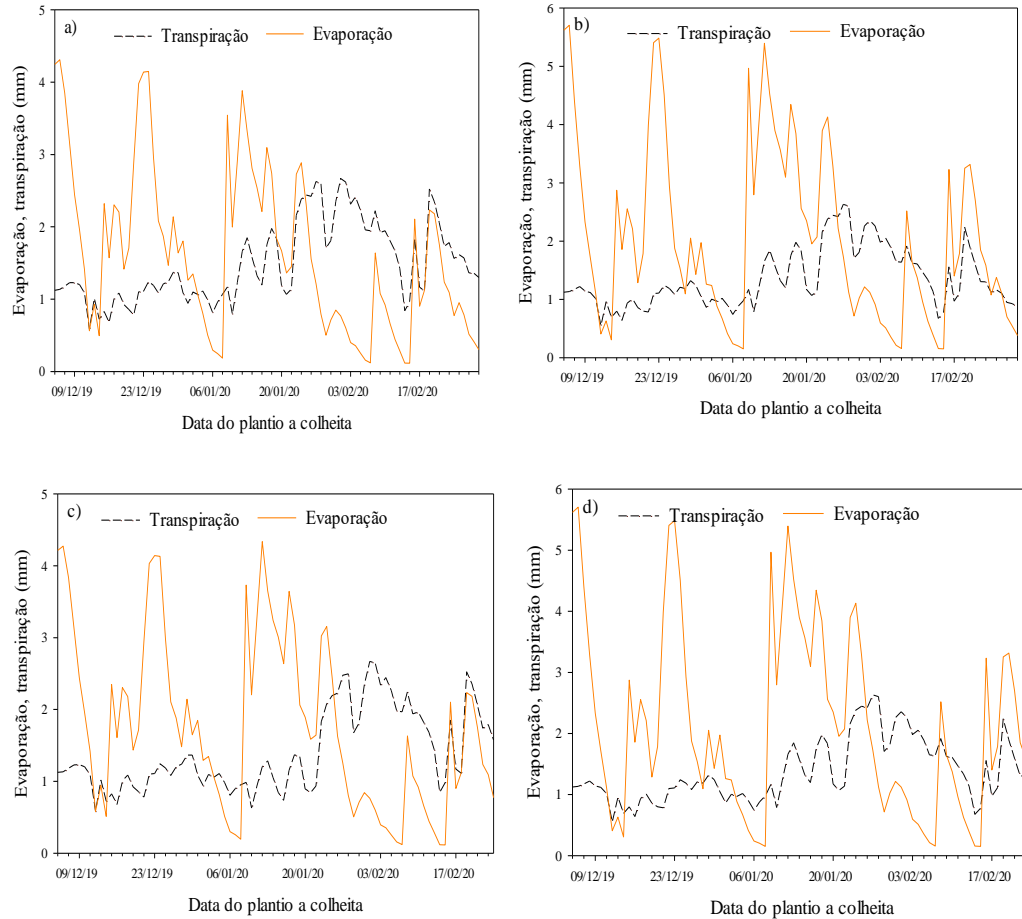 a)
Transpiração
Evaporação
Evaporação, transpiração (mm)
5
4
3
2
1
0
09/12/19
23/12/19
06/01/20
20/01/20
03/02/20
17/02/20
Data do plantio a colheita
b)
Transpiração
Evaporação
Evaporação, transpiração (mm)
6
5
4
3
2
1
0
09/12/19
23/12/19
06/01/20
20/01/20
03/02/20
17/02/20
Data do plantio a colheita
c)
Transpiração
Evaporação
Evaporação, transpiração (mm)
5
4
3
2
1
0
09/12/19
23/12/19
06/01/20
20/01/20
03/02/20
17/02/20
Data do plantio a colheita
d)
Transpiração
Evaporação
Evaporação, transpiração (mm)
6
5
4
3
2
1
0
09/12/19
23/12/19
06/01/20
20/01/20
03/02/20
17/02/20
Data do plantio a colheita